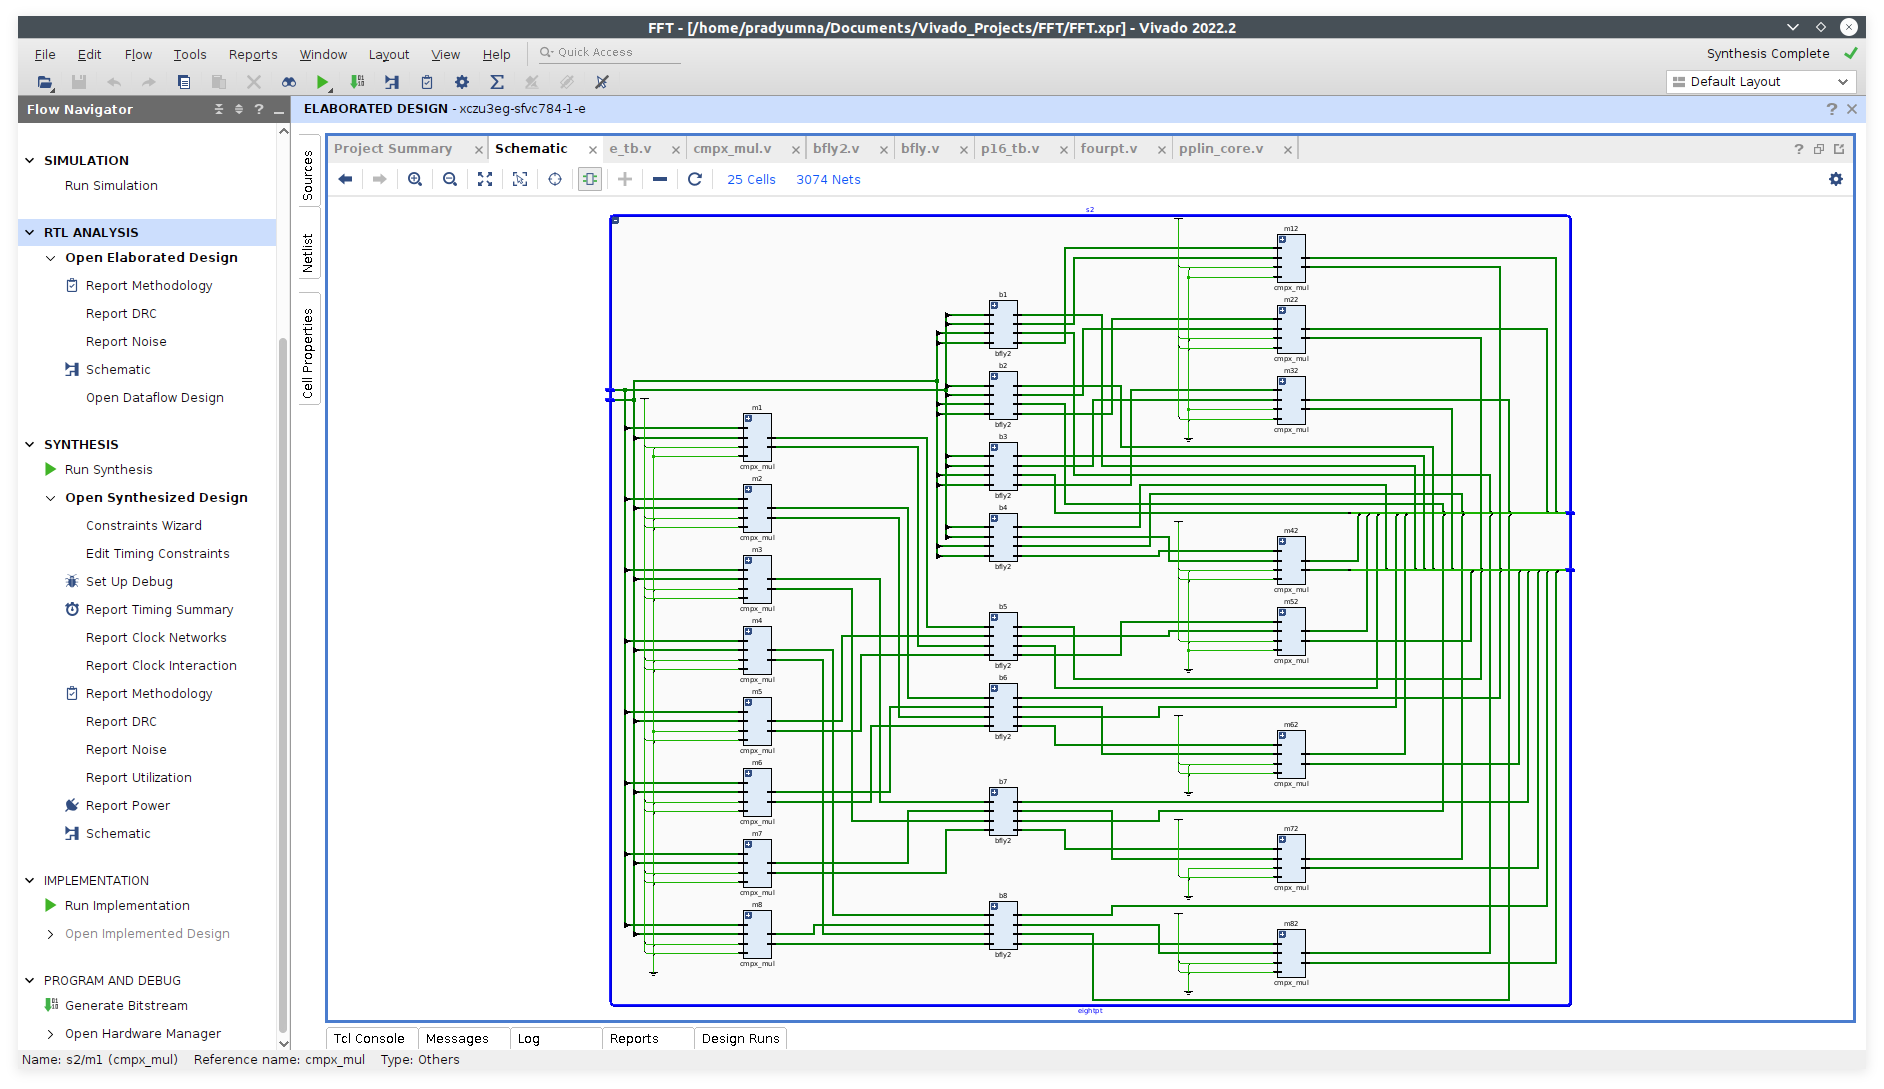 FFT - [/home/pradyumna/Documents/Vivado_Projects/FFT/FFT.xpr] - Vivado 2022.2
File Edit Flow Tools Reports Window Layout View Help Quick Access
Synthesis Complete
Default Layout
Flow Navigator
SIMULATION
Run Simulation
RTL ANALYSIS
Open Elaborated Design
Report Methodology
Report DRC
Report Noise
Schematic
Open Dataflow Design
SYNTHESIS
Run Synthesis
Open Synthesized Design
Constraints Wizard
Edit Timing Constraints
Set Up Debug
Report Timing Summary
Report Clock Networks
Report Clock Interaction
Report Methodology
Report DRC
Report Noise
Report Utilization
Report Power
Schematic
IMPLEMENTATION
Run Implementation
Open Implemented Design
PROGRAM AND DEBUG
Generate Bitstream
Open Hardware Manager
ELABORATED DESIGN - xczu3eg-sfvc784-1-e
Sources
Netlist
Cell Properties
Project Summary Schematic e_tb.v cmpx_mul.v bfly2.v bfly.v p16_tb.v fourpt.v pplin_core.v
25 Cells 3074 Nets
s2
m1
cmpx_mul
m2
cmpx_mul
m3
cmpx_mul
m4
cmpx_mul
m5
cmpx_mul
m6
cmpx_mul
m7
cmpx_mul
m8
cmpx_mul
b1
bfly2
b2
bfly2
b3
bfly2
b4
bfly2
b5
bfly2
b6
bfly2
b7
bfly2
b8
bfly2
m12
cmpx_mul
m22
cmpx_mul
m32
cmpx_mul
m42
cmpx_mul
m52
cmpx_mul
m62
cmpx_mul
m72
cmpx_mul
m82
cmpx_mul
eightpt
Tcl Console Messages Log Reports Design Runs
Name: s2/m1 (cmpx_mul) Reference name: cmpx_mul Type: Others